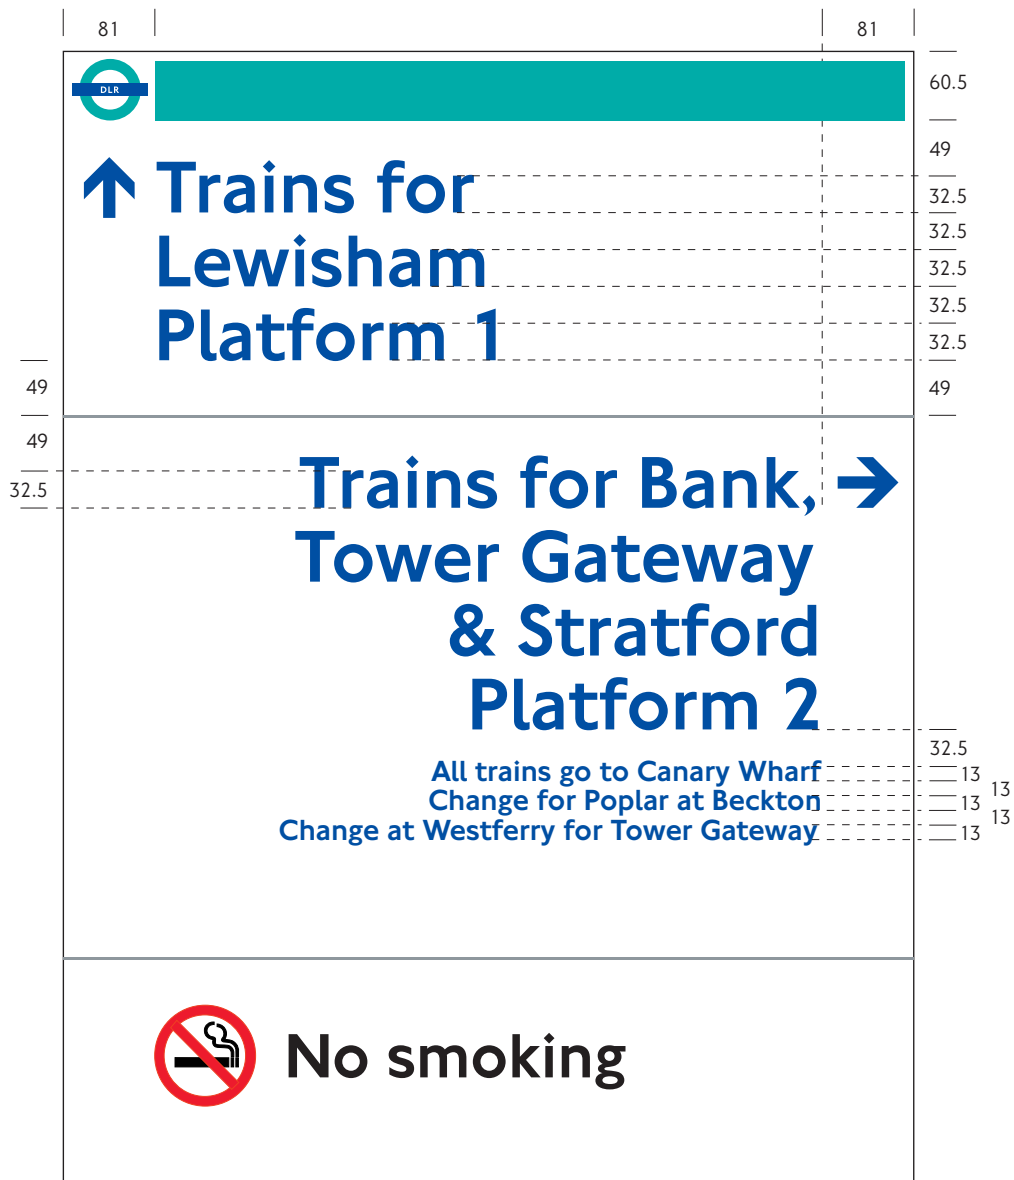 81 81
DLR
60.5
49
Trains for
32.5
32.5
Lewisham
32.5
32.5
Platform 1
32.5
49 49
49
Trains for Bank,
32.5
Tower Gateway
& Stratford
Platform 2
32.5
All trains go to Canary Wharf
13
13
Change for Poplar at Beckton
13
13
Change at Westferry for Tower Gateway
13
No smoking